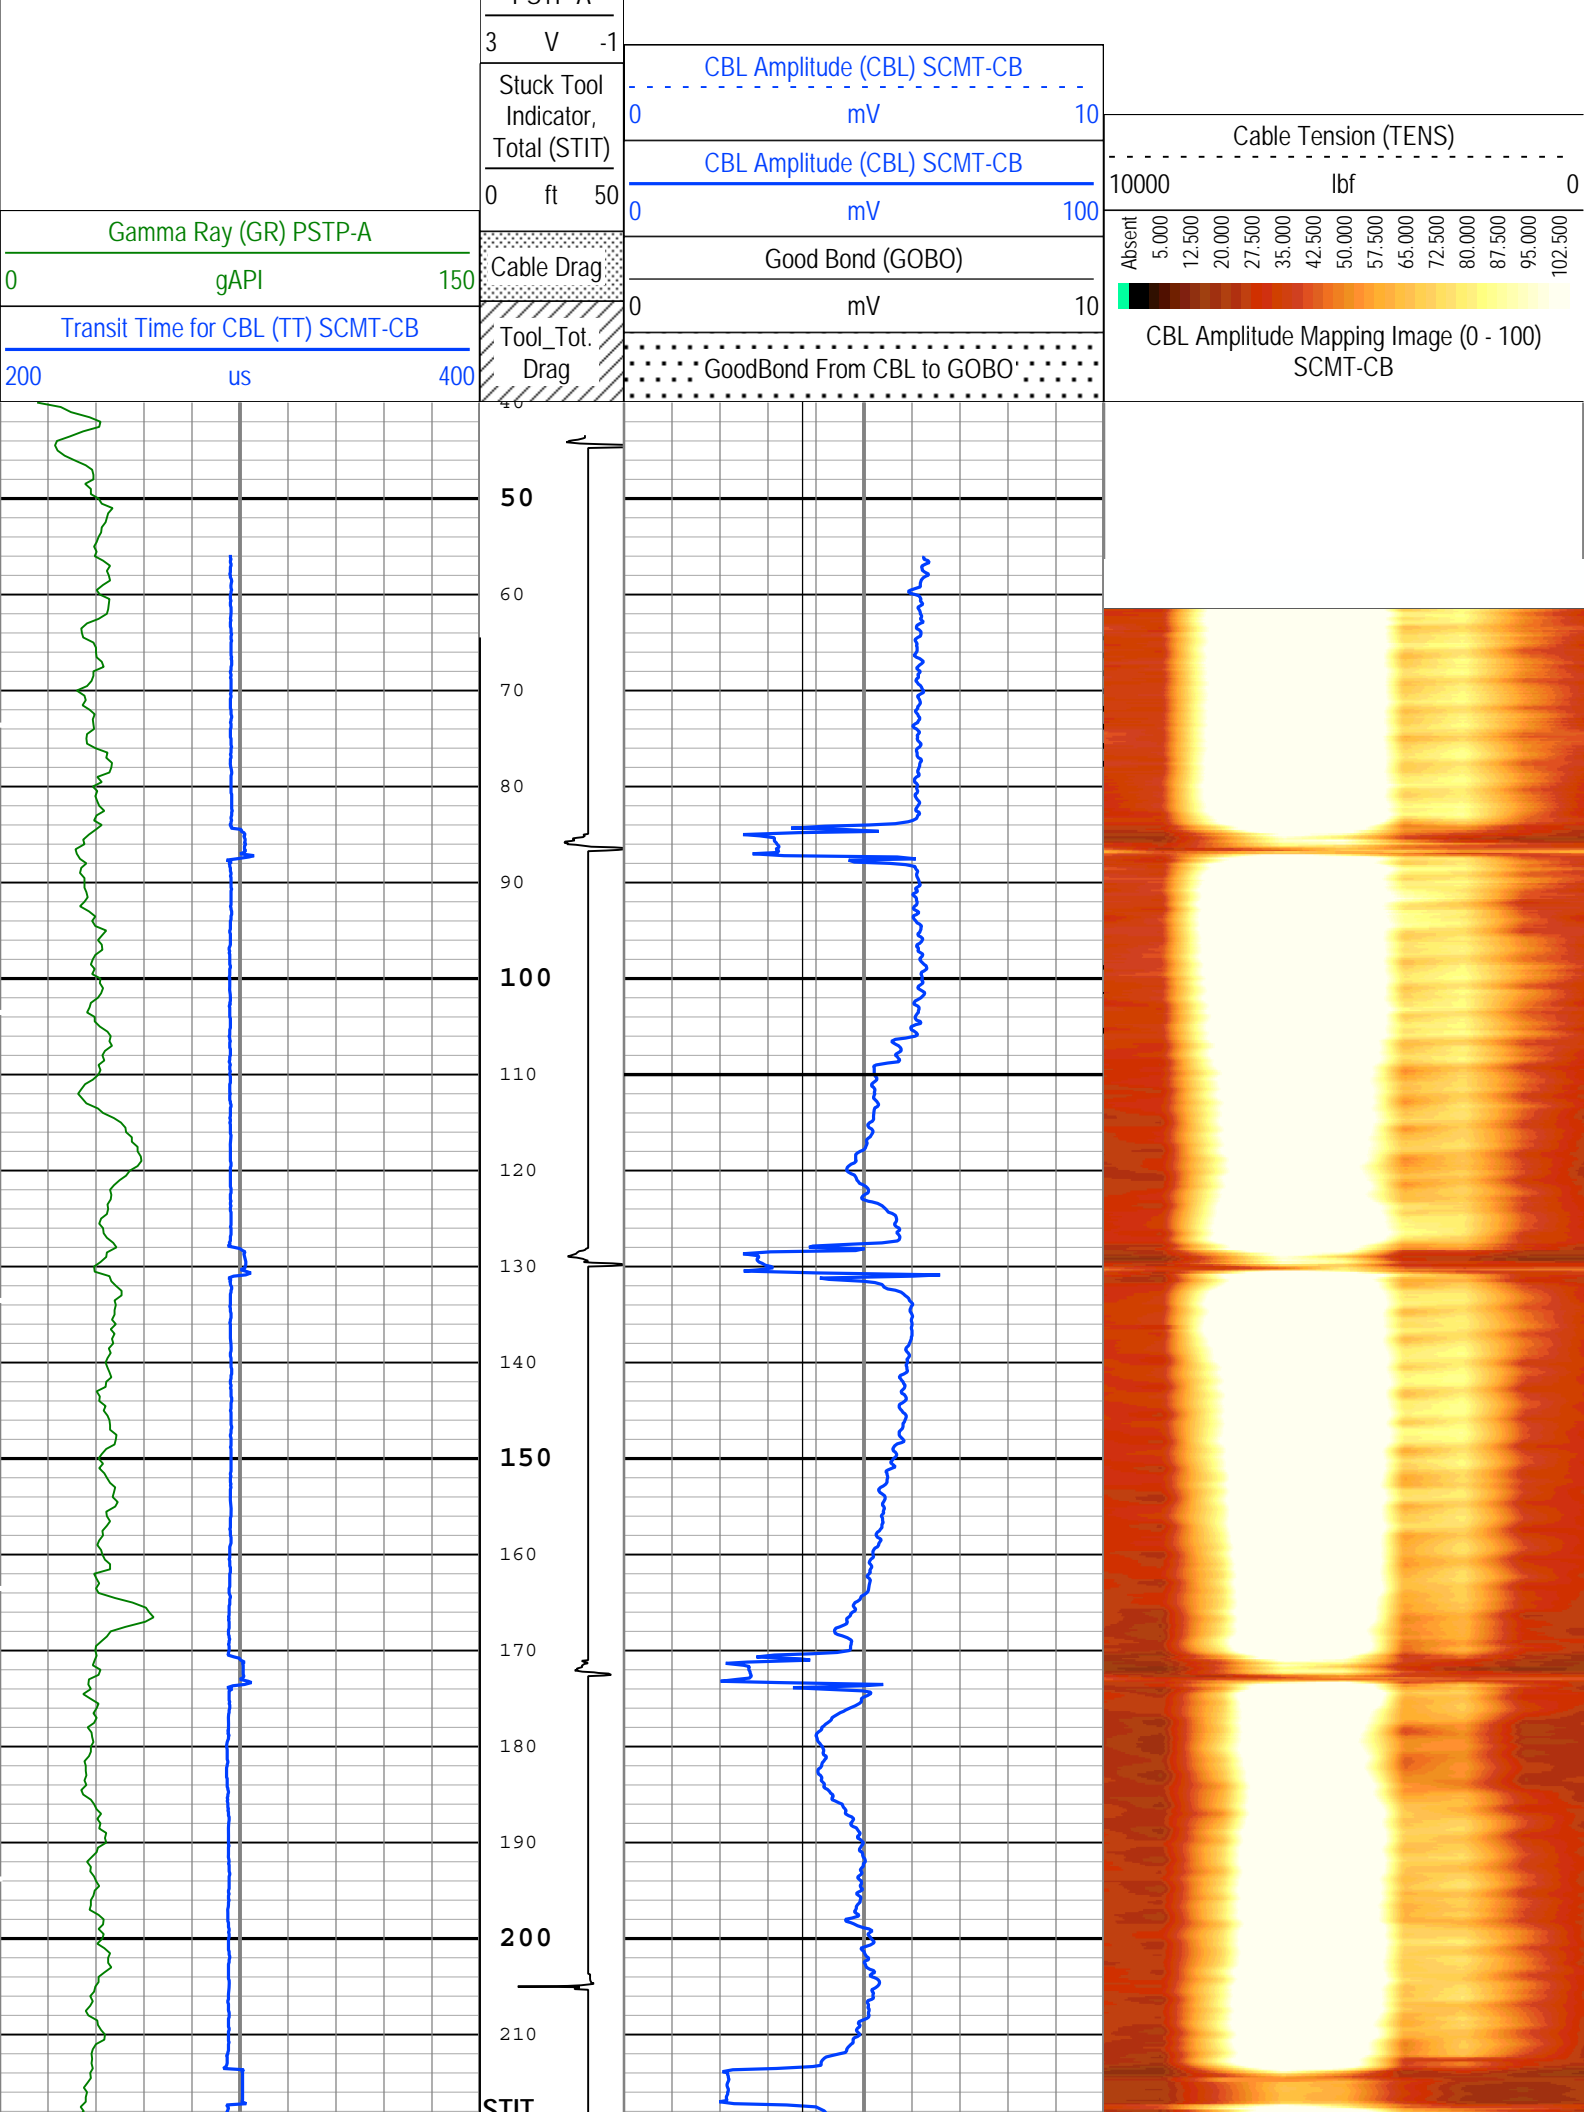 3 V -1
Stuck Tool
Indicator,
Total (STIT)
0 ft 50
Cable Drag
Tool_Tot.
Drag
CBL Amplitude (CBL) SCMT-CB
0 mV 10
CBL Amplitude (CBL) SCMT-CB
0 mV 100
Good Bond (GOBO)
0 mV 10
GoodBond From CBL to GOBO
Cable Tension (TENS)
10000 lbf 0
Absent 5.000 12.500 20.000 27.500 35.000 42.500 50.000 57.500 65.000 72.500 80.000 87.500 95.000 102.500
CBL Amplitude Mapping Image (0 - 100)
SCMT-CB
Gamma Ray (GR) PSTP-A
0 gAPI 150
Transit Time for CBL (TT) SCMT-CB
200 us 400
40
50
60
70
80
90
100
110
120
130
140
150
160
170
180
190
200
210
STIT